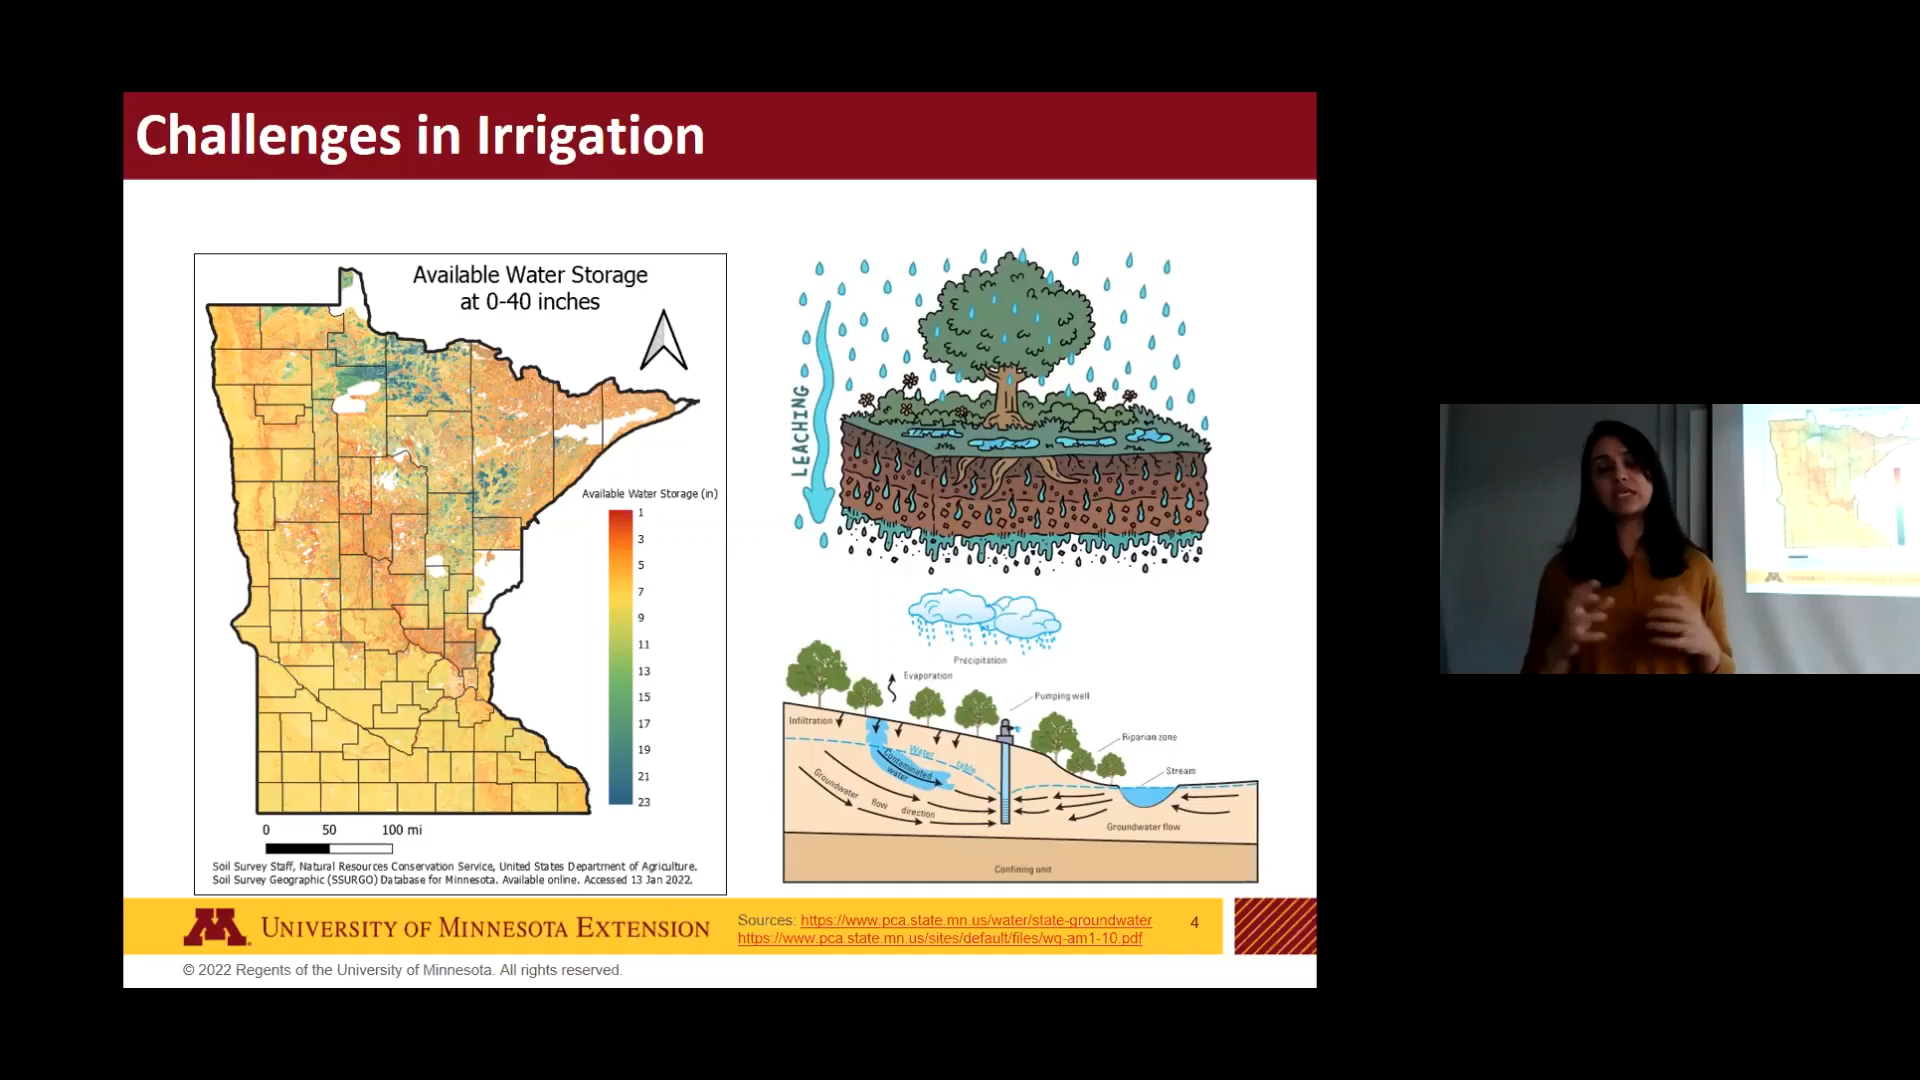 Challenges in Irrigation
Available Water Storage
at 0-40 inches
Available Water Storage (in)
1
3
5
7
9
11
13
15
17
19
21
23
0 50 100 mi
Soil Survey Staff, Natural Resources Conservation Service, United States Department of Agriculture.
Soil Survey Geographic (SSURGO) Database for Minnesota. Available online. Accessed 13 Jan 2022.
LEACHING
Precipitation
Evaporation
Pumping well
Infiltration
Riparian zone
Water table
Contaminated
water
Stream
Groundwater flow direction
Groundwater flow
Confining unit
M UNIVERSITY OF MINNESOTA EXTENSION
Sources: https://www.pca.state.mn.us/water/state-groundwater
https://www.pca.state.mn.us/sites/default/files/wq-am1-10.pdf
4
© 2022 Regents of the University of Minnesota. All rights reserved.